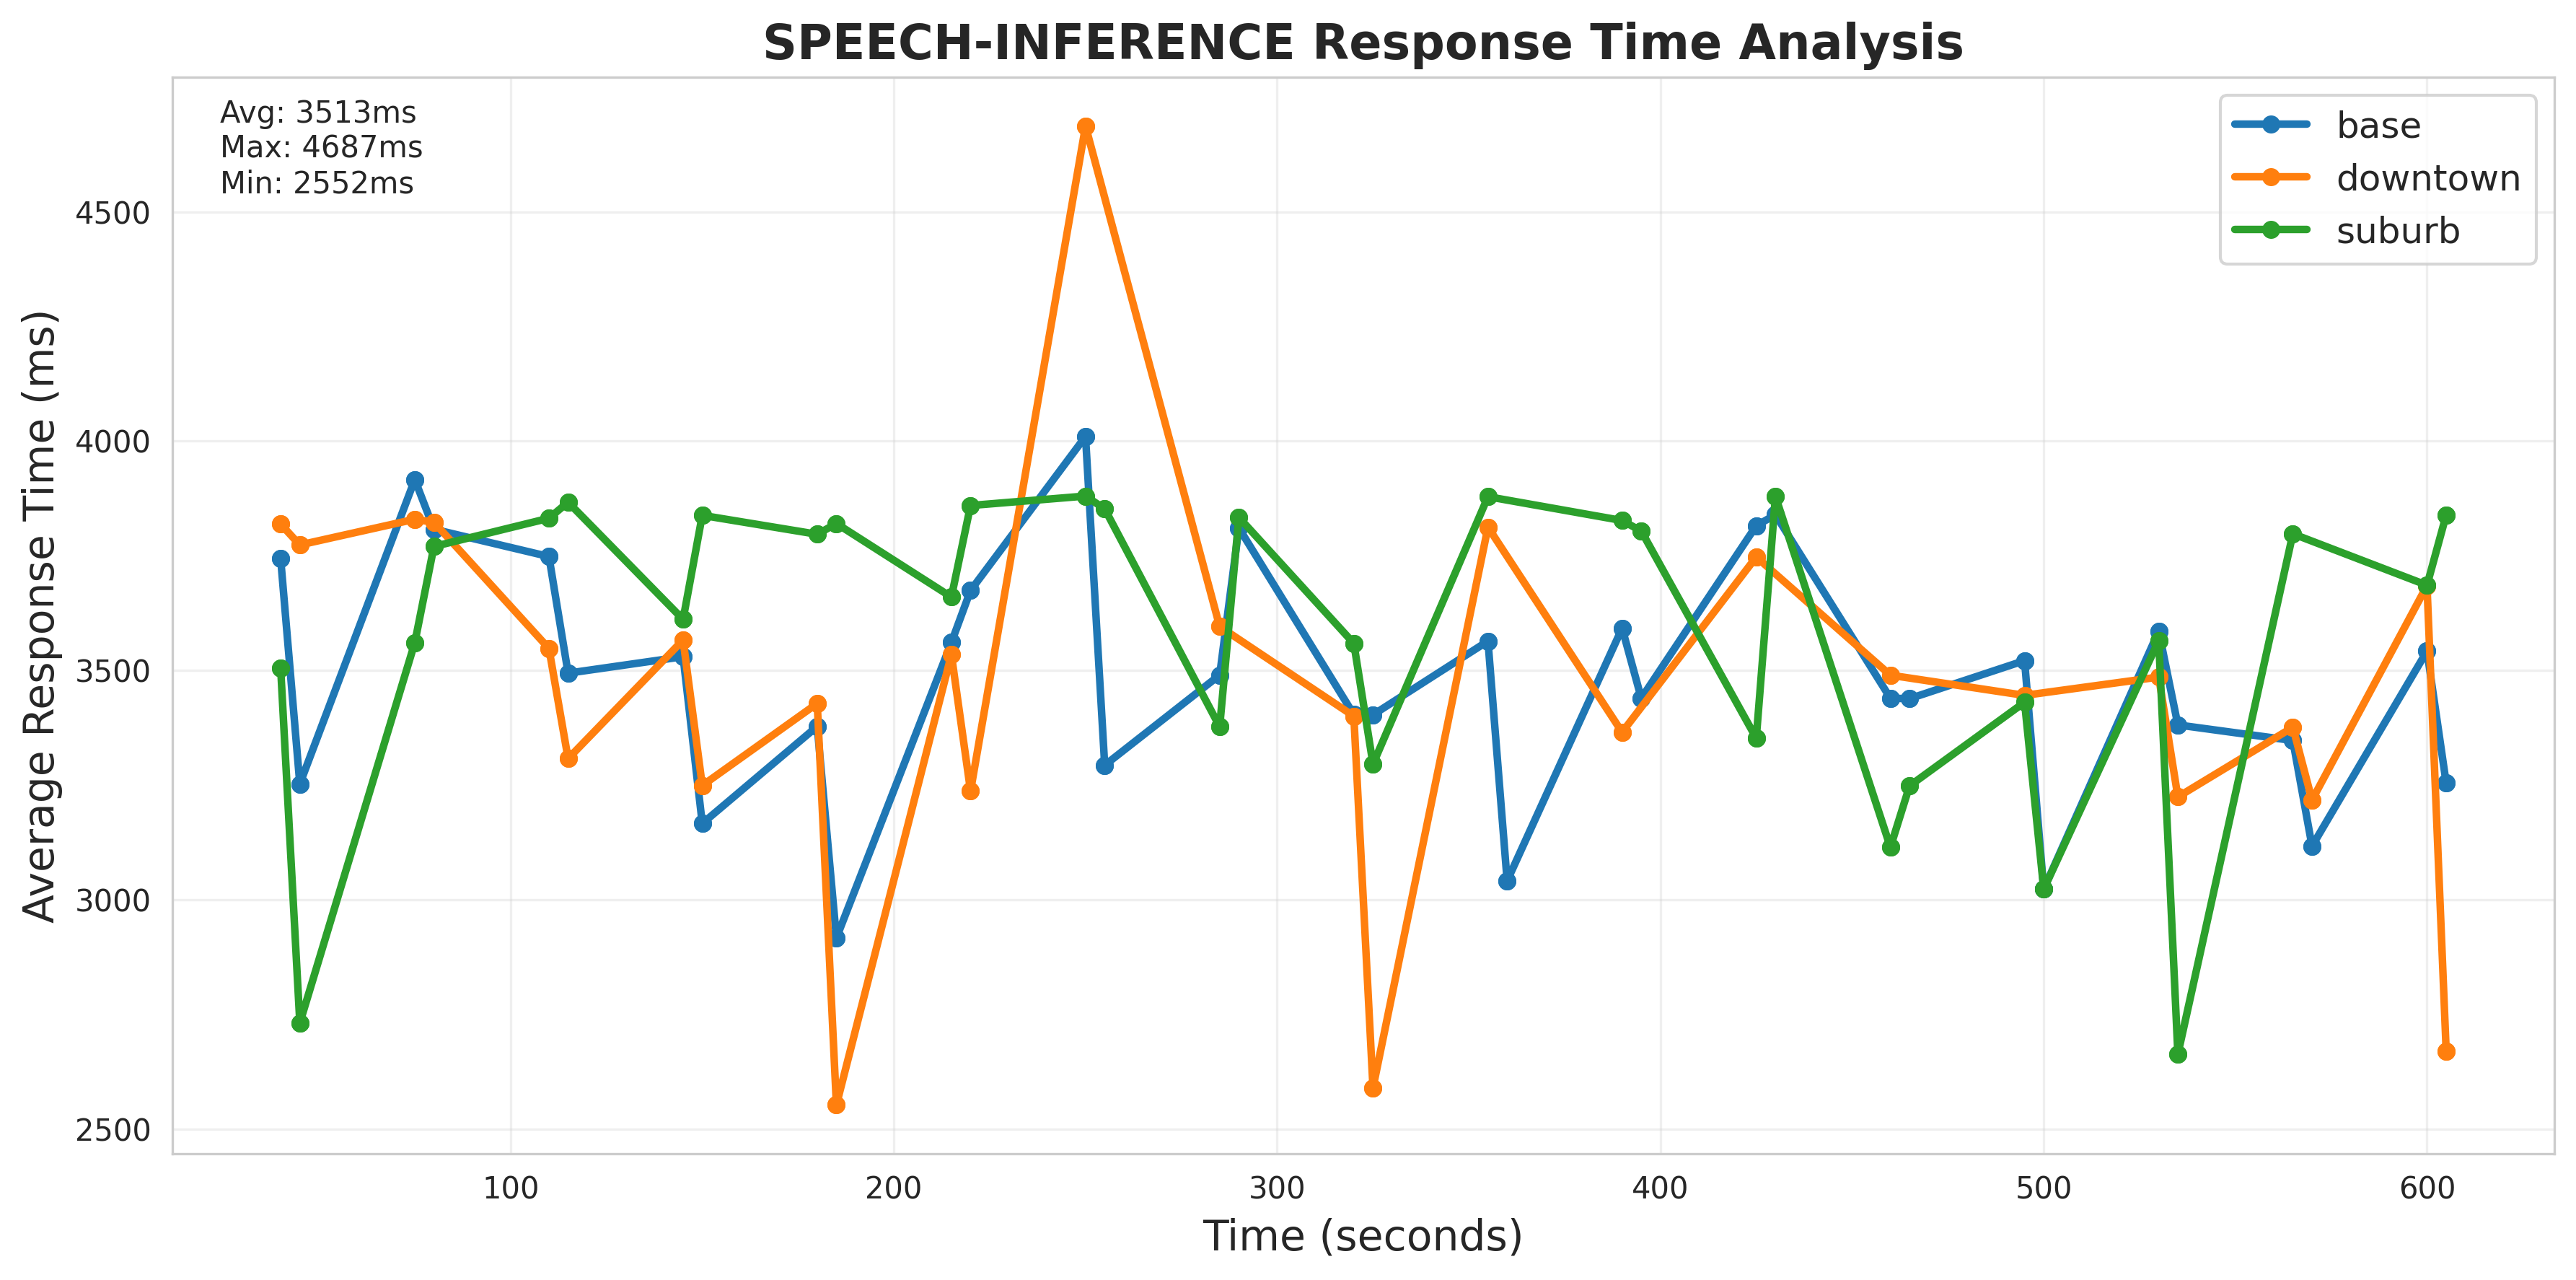 SPEECH-INFERENCE Response Time Analysis
Avg: 3513ms
Max: 4687ms
Min: 2552ms
base
downtown
suburb
Average Response Time (ms)
4500
4000
3500
3000
2500
100 200 300 400 500 600
Time (seconds)